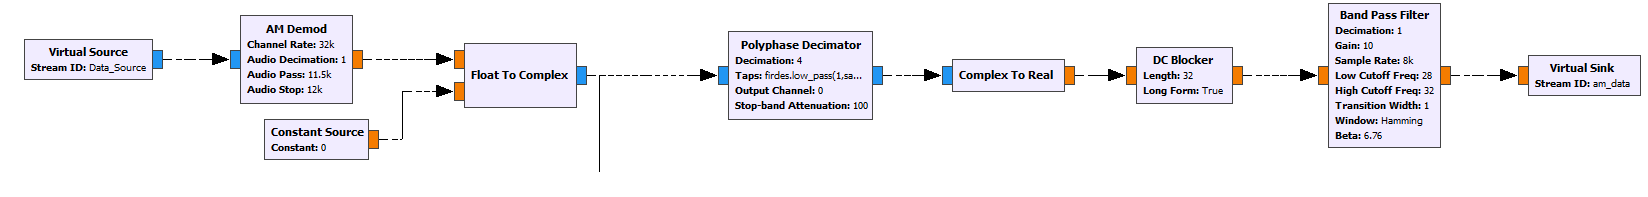 Virtual Source
Stream ID: Data_Source
AM Demod
Channel Rate: 32k
Audio Decimation: 1
Audio Pass: 11.5k
Audio Stop: 12k
Constant Source
Constant: 0
Float To Complex
Polyphase Decimator
Decimation: 4
Taps: firdes.low_pass(1,sa...
Output Channel: 0
Stop-band Attenuation: 100
Complex To Real
DC Blocker
Length: 32
Long Form: True
Band Pass Filter
Decimation: 1
Gain: 10
Sample Rate: 8k
Low Cutoff Freq: 28
High Cutoff Freq: 32
Transition Width: 1
Window: Hamming
Beta: 6.76
Virtual Sink
Stream ID: am_data